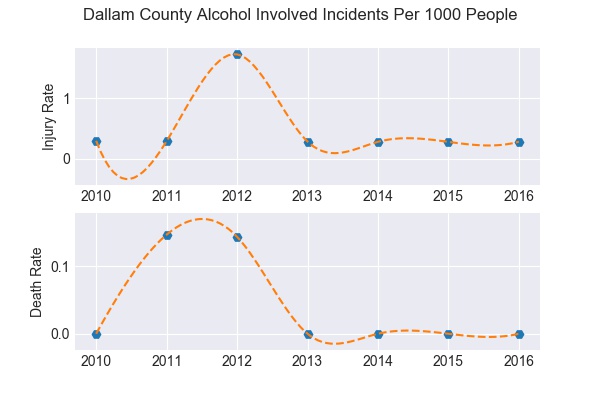 Dallam County Alcohol Involved Incidents Per 1000 People
Injury Rate
1
0
2010 2011 2012 2013 2014 2015 2016
Death Rate
0.1
0.0
2010 2011 2012 2013 2014 2015 2016